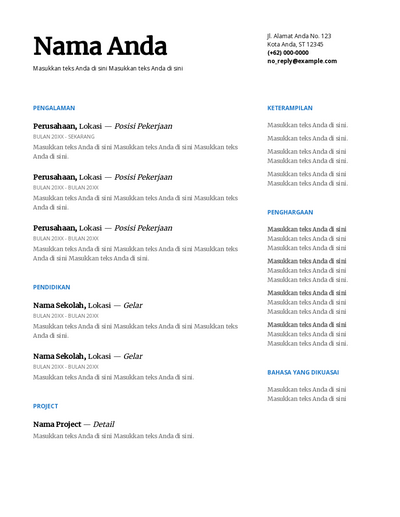 Nama Anda
Masukkan teks Anda di sini Masukkan teks Anda di sini
Jl. Alamat Anda No. 123
Kota Anda, ST 12345
(+62) 000-0000
no_reply@example.com
PENGALAMAN
Perusahaan, Lokasi — Posisi Pekerjaan
BULAN 20XX - SEKARANG
Masukkan teks Anda di sini Masukkan teks Anda di sini Masukkan teks
Anda di sini.
Perusahaan, Lokasi — Posisi Pekerjaan
BULAN 20XX - BULAN 20XX
Masukkan teks Anda di sini Masukkan teks Anda di sini Masukkan teks
Anda di sini.
Perusahaan, Lokasi — Posisi Pekerjaan
BULAN 20XX - BULAN 20XX
Masukkan teks Anda di sini Masukkan teks Anda di sini Masukkan teks
Anda di sini Masukkan teks Anda di sini.
PENDIDIKAN
Nama Sekolah, Lokasi — Gelar
BULAN 20XX - BULAN 20XX
Masukkan teks Anda di sini Masukkan teks Anda di sini Masukkan teks
Anda di sini.
Nama Sekolah, Lokasi — Gelar
BULAN 20XX - BULAN 20XX
Masukkan teks Anda di sini Masukkan teks Anda di sini.
PROJECT
Nama Project — Detail
Masukkan teks Anda di sini Masukkan teks Anda di sini.
KETERAMPILAN
Masukkan teks Anda di sini.
Masukkan teks Anda di sini.
Masukkan teks Anda di sini
Masukkan teks Anda di sini.
Masukkan teks Anda di sini
Masukkan teks Anda di sini.
PENGHARGAAN
Masukkan teks Anda di sini
Masukkan teks Anda di sini
Masukkan teks Anda di sini.
Masukkan teks Anda di sini
Masukkan teks Anda di sini
Masukkan teks Anda di sini.
Masukkan teks Anda di sini
Masukkan teks Anda di sini
Masukkan teks Anda di sini.
Masukkan teks Anda di sini
Masukkan teks Anda di sini
Masukkan teks Anda di sini.
BAHASA YANG DIKUASAI
Masukkan teks Anda di sini
Masukkan teks Anda di sini